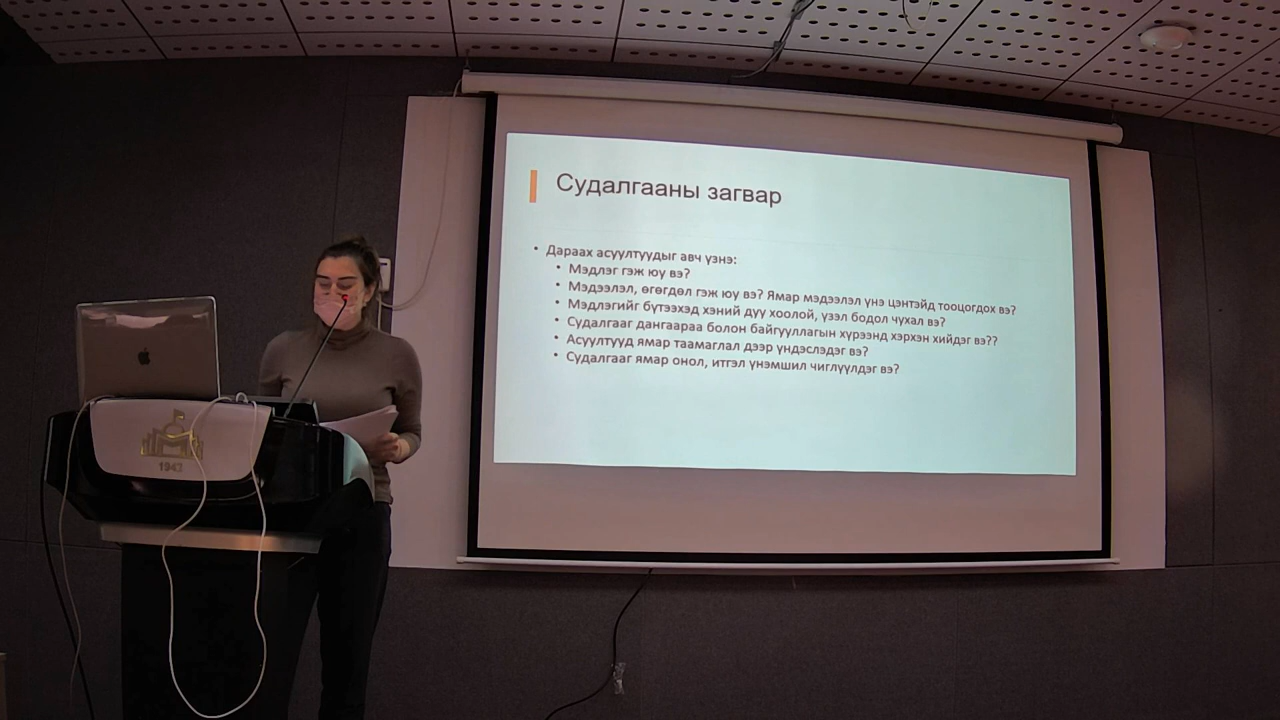 Судалгааны загвар
• Дараах асуултуудыг авч үзнэ:
• Мэдлэг гэж юу вэ?
• Мэдээлэл, өгөгдөл гэж юу вэ? Ямар мэдээлэл үнэ цэнтэйд тооцогдох вэ?
• Мэдлэгийг бүтээхэд хэний дуу хоолой, үзэл бодол чухал вэ?
• Судалгааг дангаараа болон байгууллагын хүрээнд хэрхэн хийдэг вэ??
• Асуултууд ямар таамаглал дээр үндэслэдэг вэ?
• Судалгааг ямар онол, итгэл үнэмшил чиглүүлдэг вэ?
1942